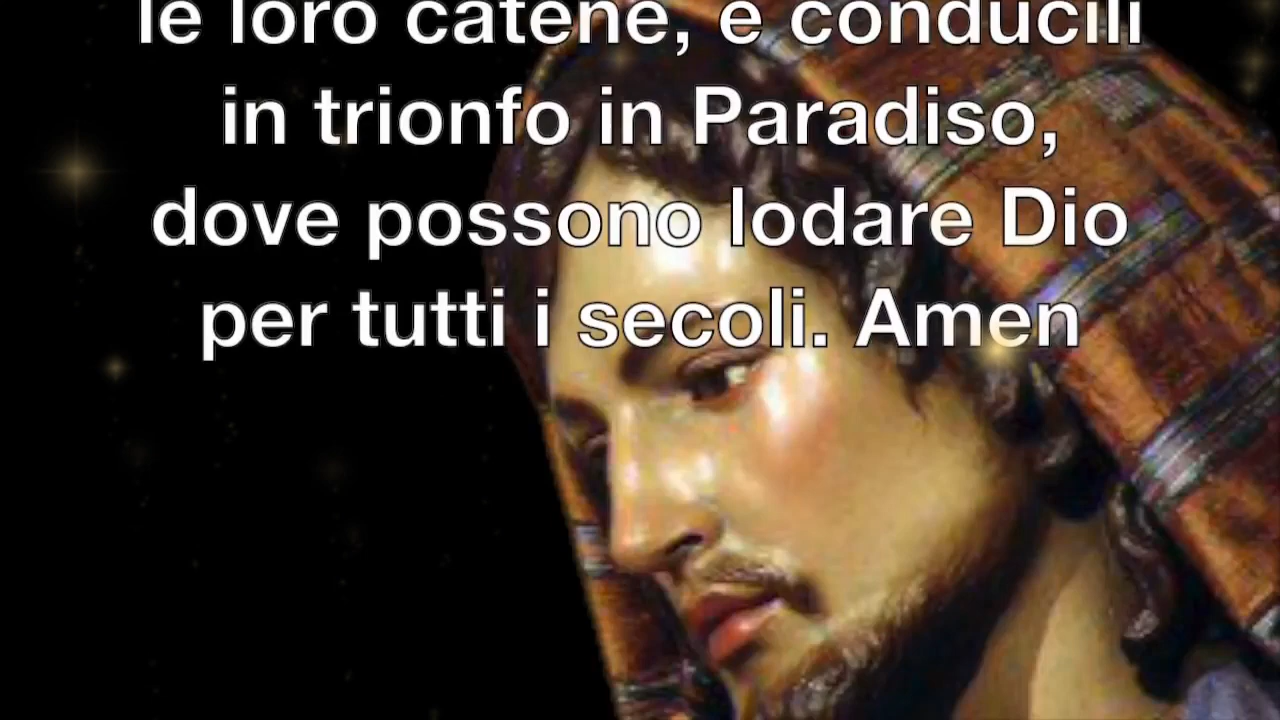 le loro catene, e conducili
in trionfo in Paradiso,
dove possono lodare Dio
per tutti i secoli. Amen